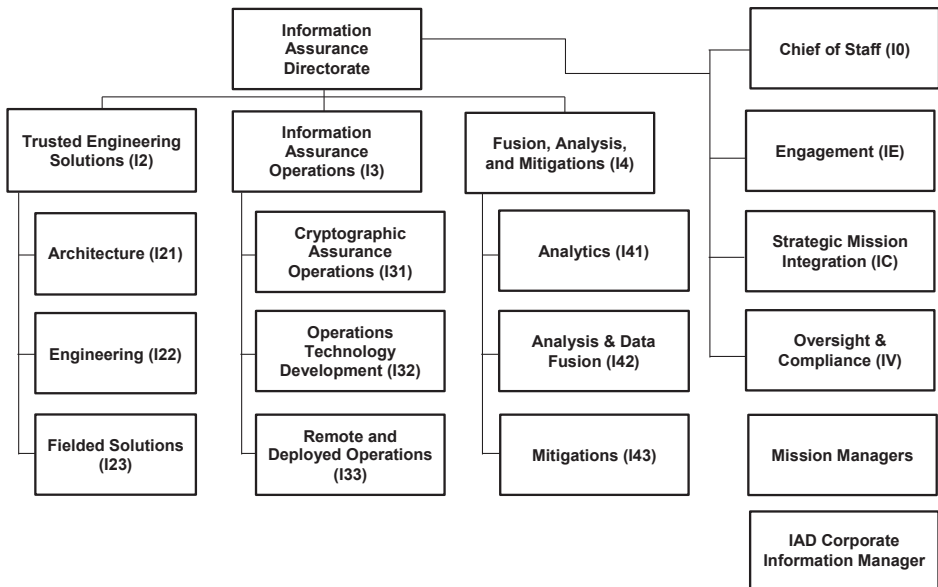 Information
Assurance
Directorate
Chief of Staff (I0)
Trusted Engineering
Solutions (I2)
Information
Assurance
Operations (I3)
Fusion, Analysis,
and Mitigations (I4)
Engagement (IE)
Architecture (I21)
Cryptographic
Assurance
Operations (I31)
Analytics (I41)
Strategic Mission
Integration (IC)
Engineering (I22)
Operations
Technology
Development (I32)
Analysis & Data
Fusion (I42)
Oversight &
Compliance (IV)
Fielded Solutions
(I23)
Remote and
Deployed Operations
(I33)
Mitigations (I43)
Mission Managers
IAD Corporate
Information Manager